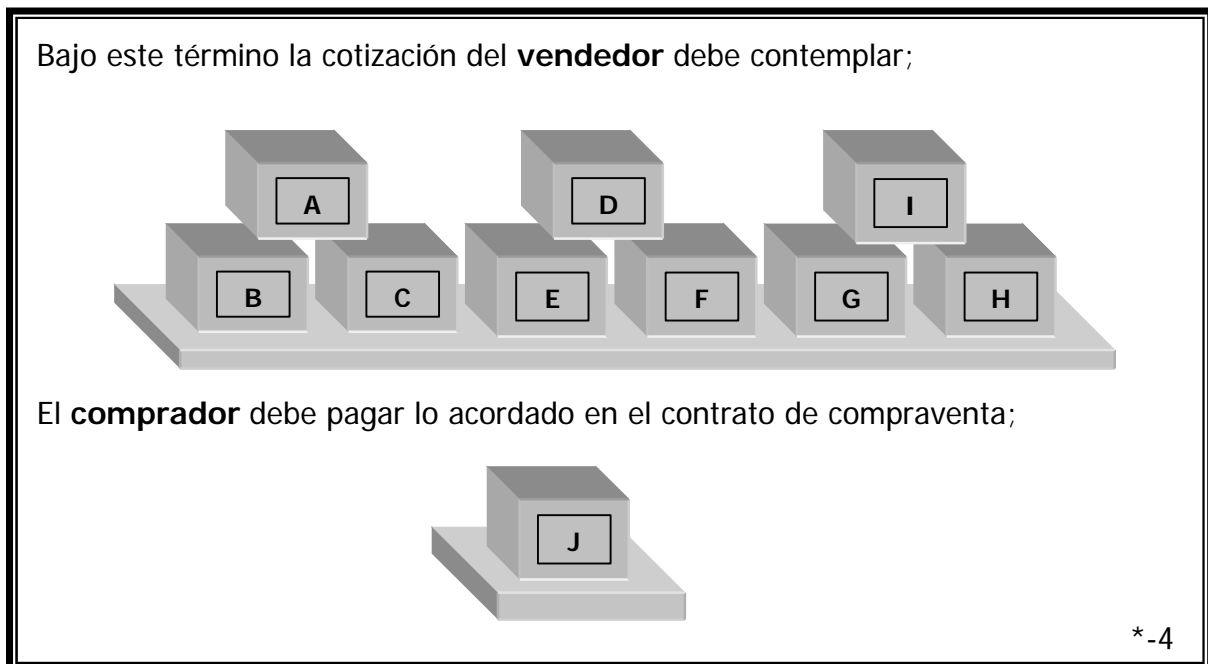 Bajo este término la cotización del vendedor debe contemplar;
A D I
B C E F G H
El comprador debe pagar lo acordado en el contrato de compraventa;
J
*-4